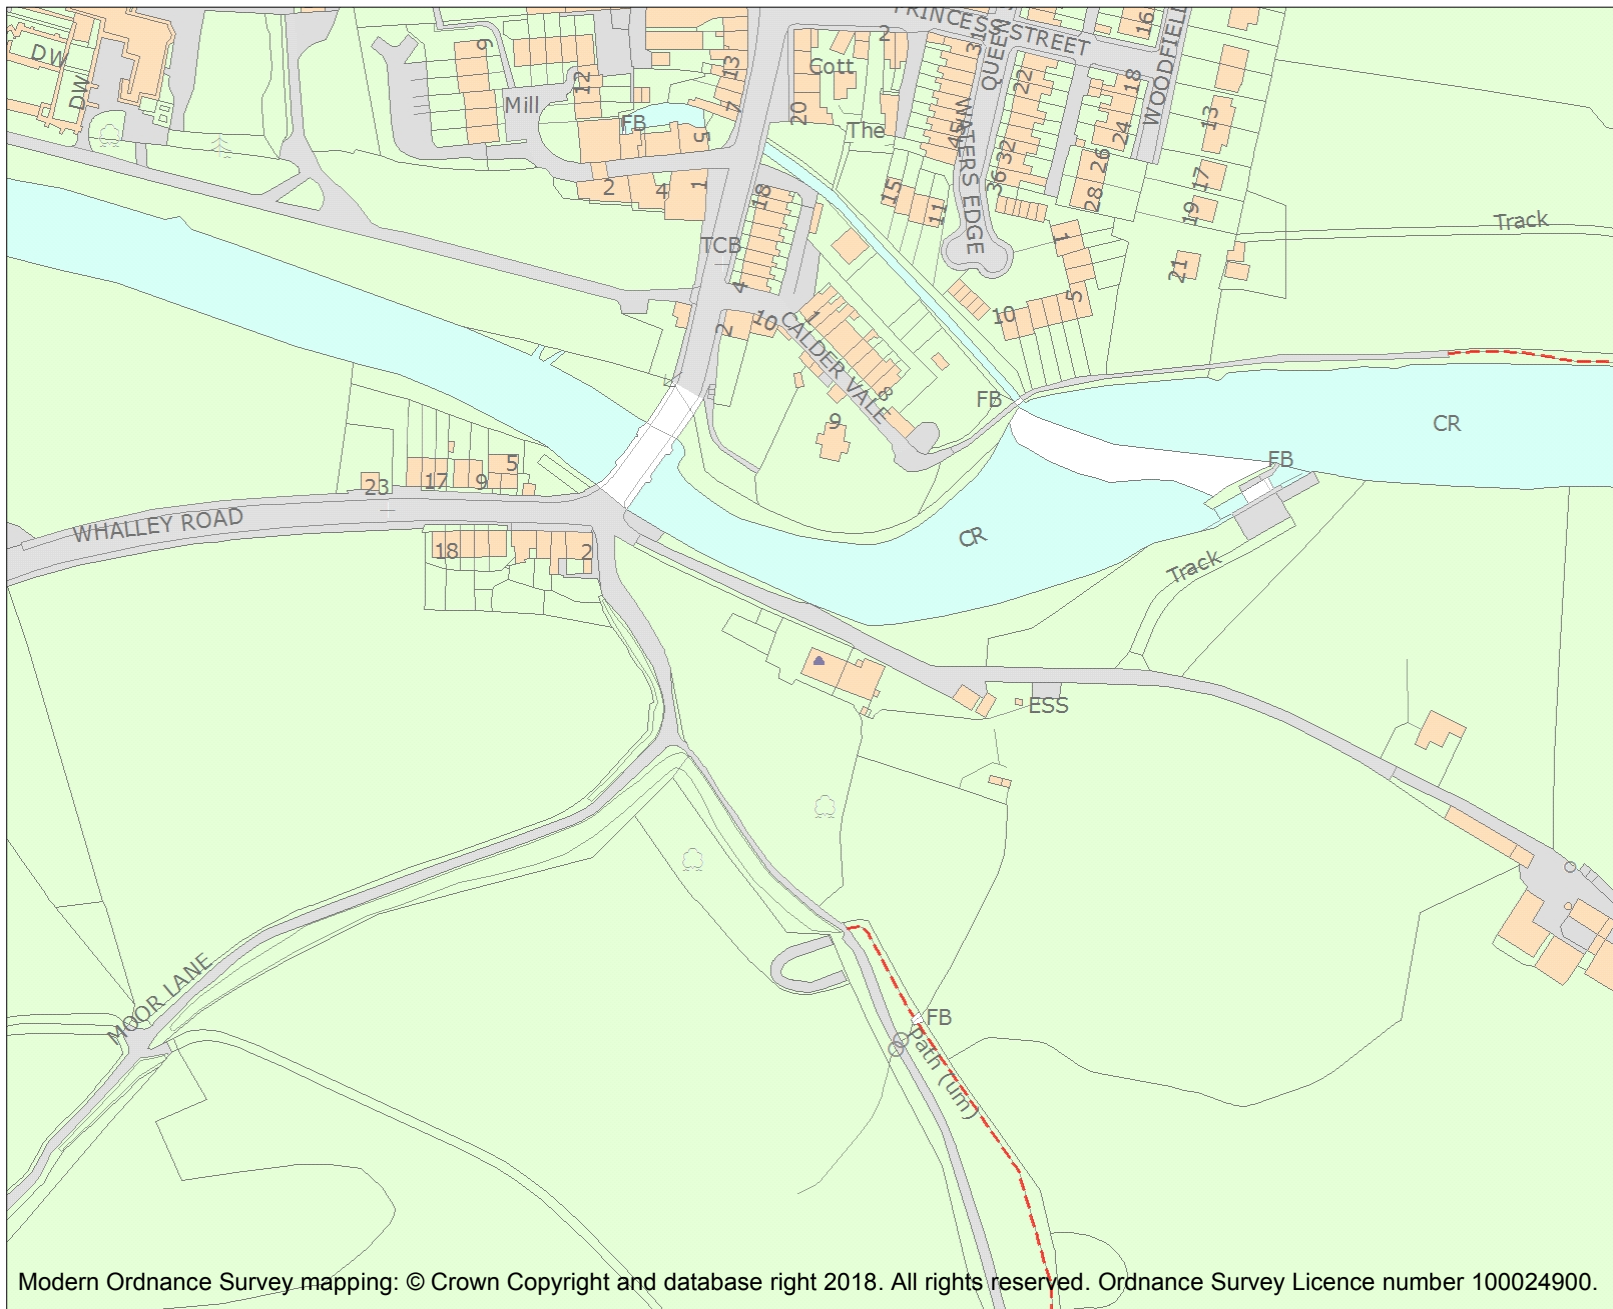 PRINCESS STREET
16
WOODFIELD
DW
DW
9
12
Mill
FB
13
7
5
2
Cott
20
The
31
QUEEN
22
18
45
WATERS EDGE
32
36
24
26
28
13
17
19
21
2
4
1
18
TCB
15
11
1
Track
4
2
10
1
CALDER VALE
10
5
8
9
FB
CR
FB
23
17
9
5
WHALLEY ROAD
18
2
CR
Track
ESS
MOOR LANE
FB
Path (um)
Modern Ordnance Survey mapping: © Crown Copyright and database right 2018. All rights reserved. Ordnance Survey Licence number 100024900.